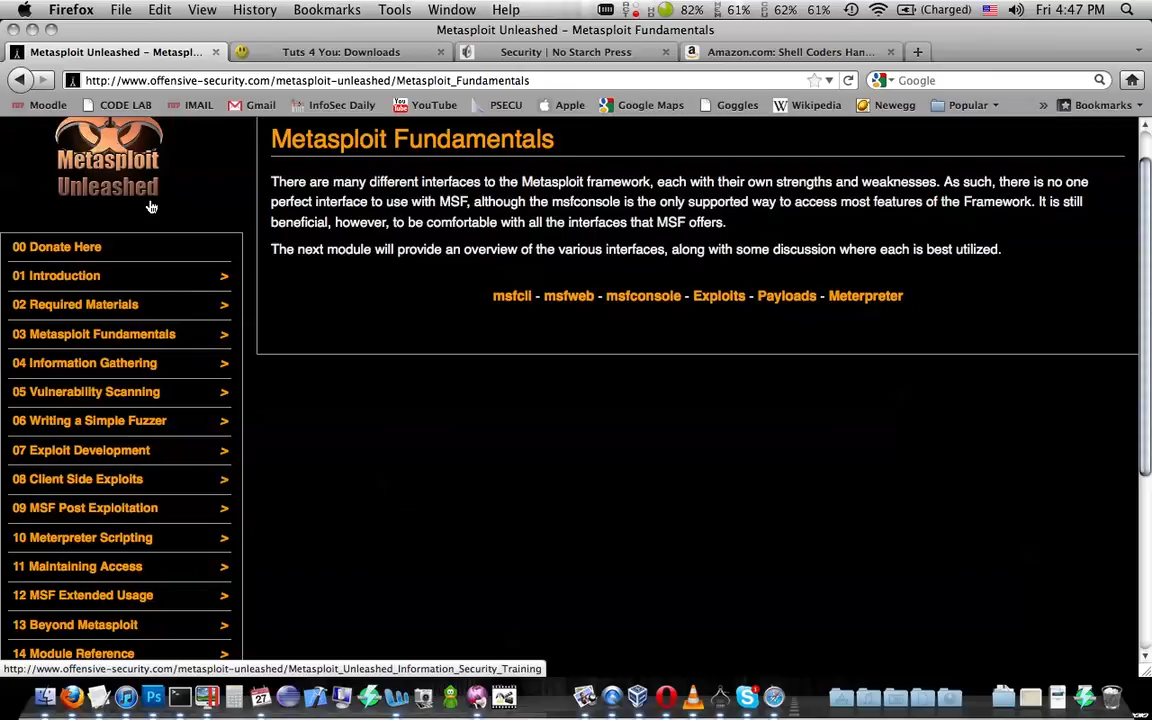 Firefox File Edit View History Bookmarks Tools Window Help 82% 61% 62% 61% (Charged) Fri 4:47 PM
Metasploit Unleashed – Metasploit Fundamentals
Metasploit Unleashed – Metaspl... Tuts 4 You: Downloads Security | No Starch Press Amazon.com: Shell Coders Han...
http://www.offensive-security.com/metasploit-unleashed/Metasploit_Fundamentals Google
Moodle CODE LAB IMAIL Gmail InfoSec Daily YouTube PSECU Apple Google Maps Goggles Wikipedia Newegg Popular Bookmarks
Metasploit
Unleashed
Metasploit Fundamentals
There are many different interfaces to the Metasploit framework, each with their own strengths and weaknesses. As such, there is no one
perfect interface to use with MSF, although the msfconsole is the only supported way to access most features of the Framework. It is still
beneficial, however, to be comfortable with all the interfaces that MSF offers.
The next module will provide an overview of the various interfaces, along with some discussion where each is best utilized.
msfcli - msfweb - msfconsole - Exploits - Payloads - Meterpreter
00 Donate Here
01 Introduction >
02 Required Materials >
03 Metasploit Fundamentals >
04 Information Gathering >
05 Vulnerability Scanning >
06 Writing a Simple Fuzzer >
07 Exploit Development >
08 Client Side Exploits >
09 MSF Post Exploitation >
10 Meterpreter Scripting >
11 Maintaining Access >
12 MSF Extended Usage >
13 Beyond Metasploit >
14 Module Reference >
http://www.offensive-security.com/metasploit-unleashed/Metasploit_Unleashed_Information_Security_Training